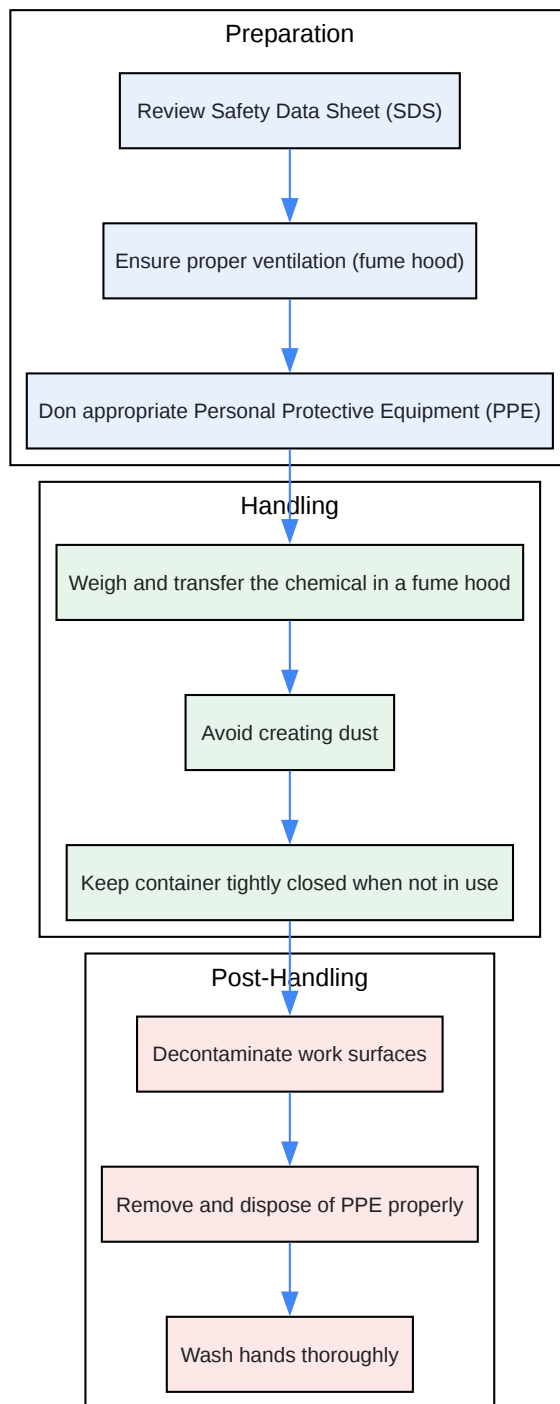 Preparation
Review Safety Data Sheet (SDS)
Ensure proper ventilation (fume hood)
Don appropriate Personal Protective Equipment (PPE)
Handling
Weigh and transfer the chemical in a fume hood
Avoid creating dust
Keep container tightly closed when not in use
Post-Handling
Decontaminate work surfaces
Remove and dispose of PPE properly
Wash hands thoroughly